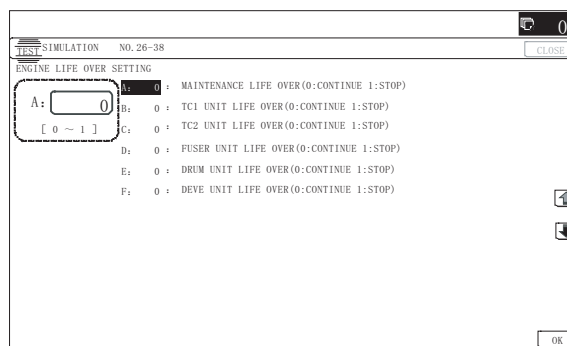 0
TEST SIMULATION NO.26-38
CLOSE
ENGINE LIFE OVER SETTING
A: 0
[ 0 ~ 1 ]
A: 0 : MAINTENANCE LIFE OVER(0:CONTINUE 1:STOP)
B: 0 : TC1 UNIT LIFE OVER(0:CONTINUE 1:STOP)
C: 0 : TC2 UNIT LIFE OVER(0:CONTINUE 1:STOP)
D: 0 : FUSER UNIT LIFE OVER(0:CONTINUE 1:STOP)
E: 0 : DRUM UNIT LIFE OVER(0:CONTINUE 1:STOP)
F: 0 : DEVE UNIT LIFE OVER(0:CONTINUE 1:STOP)
OK